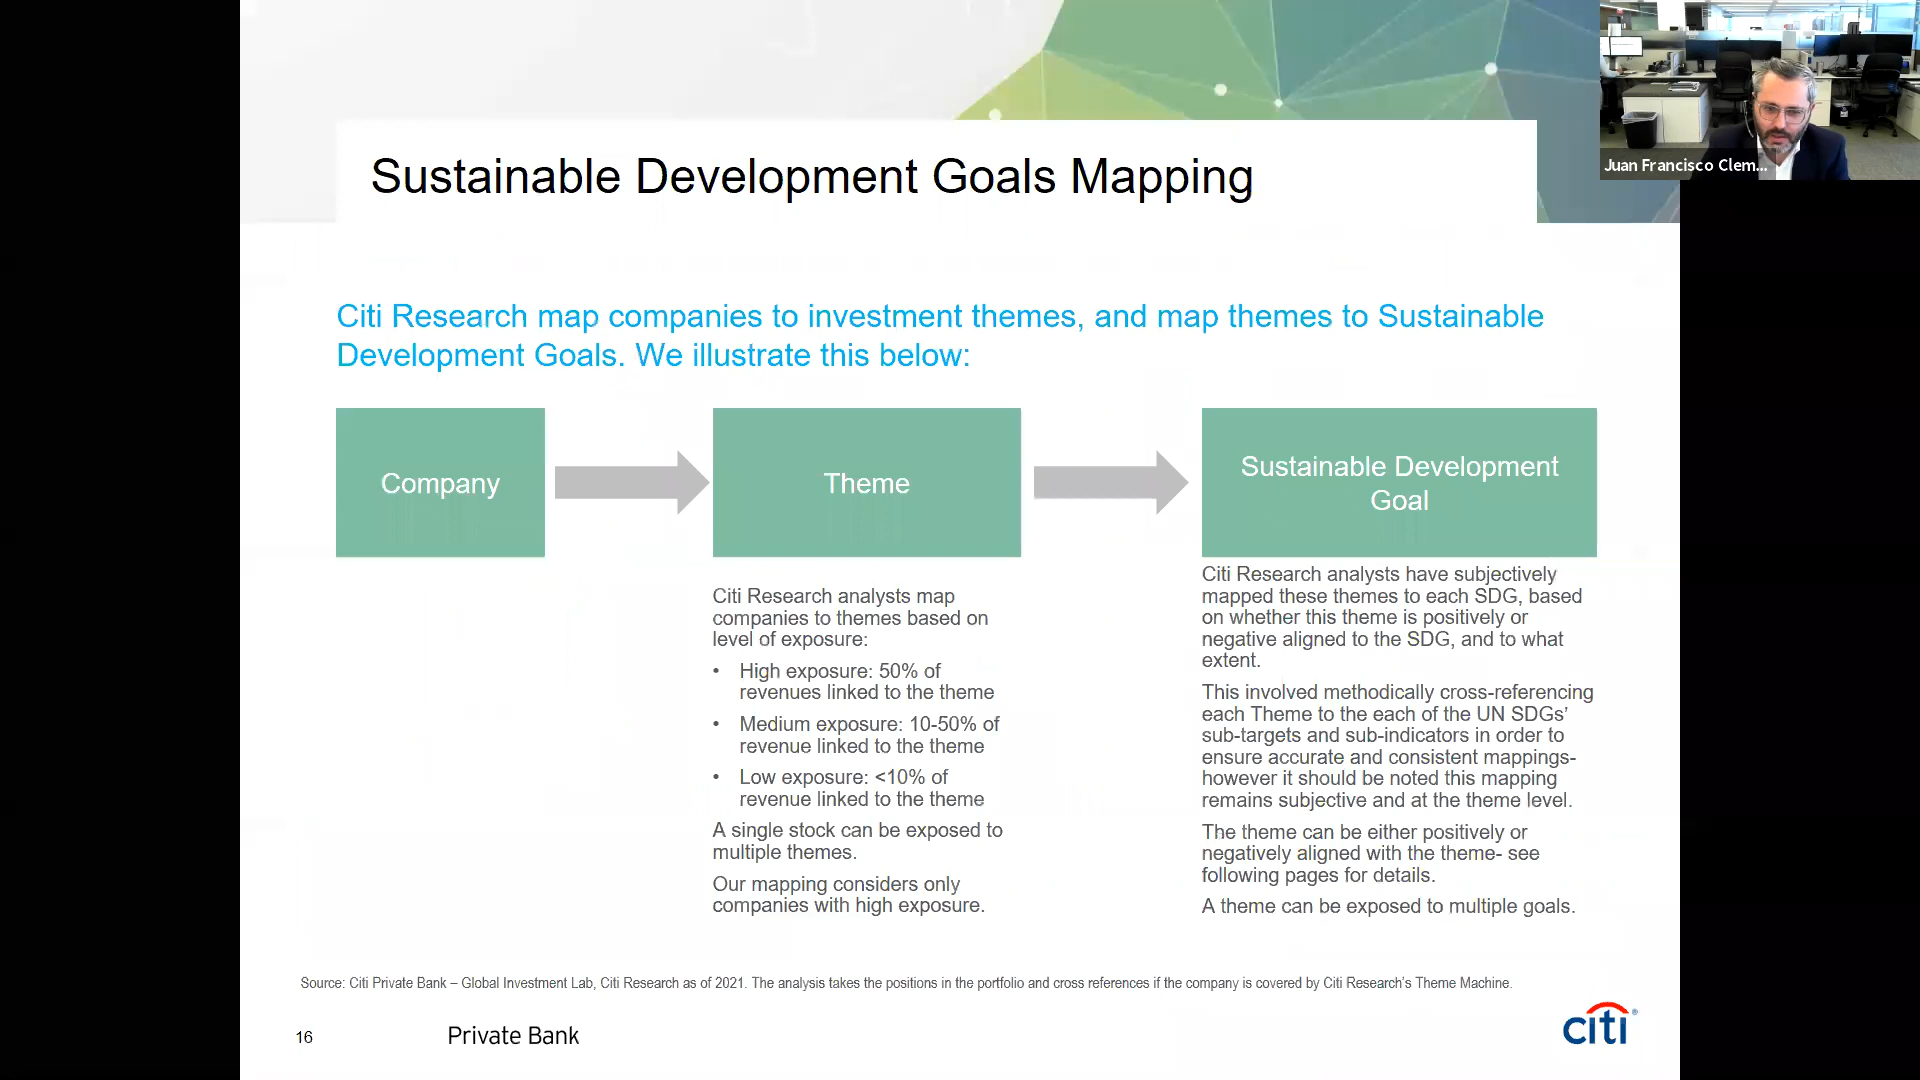 Sustainable Development Goals Mapping
Juan Francisco Clem...
Citi Research map companies to investment themes, and map themes to Sustainable
Development Goals. We illustrate this below:
Company
Theme
Sustainable Development
Goal
Citi Research analysts map
companies to themes based on
level of exposure:
• High exposure: 50% of
revenues linked to the theme
• Medium exposure: 10-50% of
revenue linked to the theme
• Low exposure: <10% of
revenue linked to the theme
A single stock can be exposed to
multiple themes.
Our mapping considers only
companies with high exposure.
Citi Research analysts have subjectively
mapped these themes to each SDG, based
on whether this theme is positively or
negative aligned to the SDG, and to what
extent.
This involved methodically cross-referencing
each Theme to the each of the UN SDGs’
sub-targets and sub-indicators in order to
ensure accurate and consistent mappings-
however it should be noted this mapping
remains subjective and at the theme level.
The theme can be either positively or
negatively aligned with the theme- see
following pages for details.
A theme can be exposed to multiple goals.
Source: Citi Private Bank – Global Investment Lab, Citi Research as of 2021. The analysis takes the positions in the portfolio and cross references if the company is covered by Citi Research’s Theme Machine.
16
Private Bank
citi®